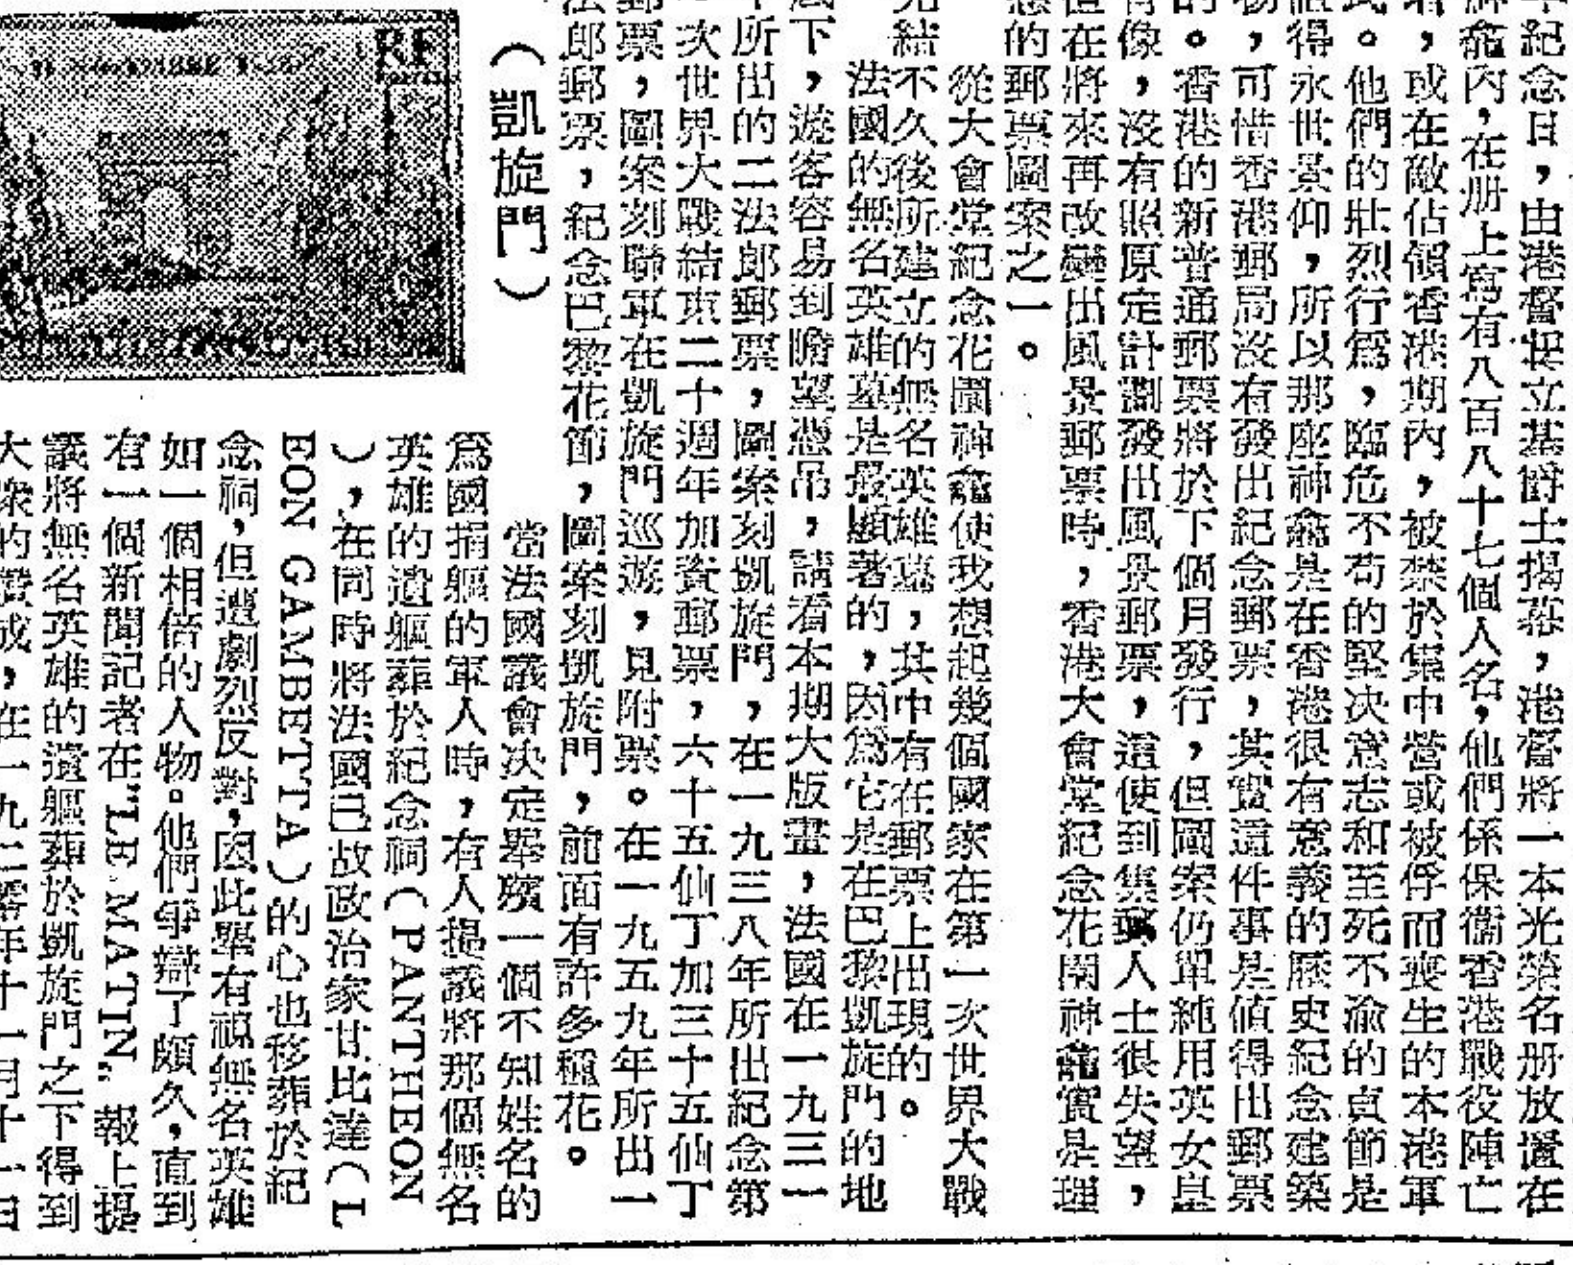 年紀念日，由港督柏立基爵士揭幕，港督將一本光榮名册放置在
神龕內，在册上寫有八百八十七個人名，他們係保衞香港戰役陣亡
者，或在敵佔領香港期內，被禁於集中營或被俘而喪生的本港軍
民。他們的壯烈行爲，臨危不苟的堅决意志和至死不渝的貞節是
值得永世景仰，所以那座神龕是在香港很有意義的歷史紀念建築
物，可惜香港郵局沒有發出紀念郵票，其實這件事是值得出郵票
的。香港的新普通郵票將於下個月發行，但圖案仍單純用英女皇
像，沒有照原定計劃發出風景郵票，這使到集郵人士很失望，
在將來再改變出風景郵票時，香港大會堂紀念花園神龕實是理
想的郵票圖案之一。
從大會堂紀念花園神龕使我想起幾個國家在第一次世界大戰
完結不久後所建立的無名英雄墓，其中有在郵票上出現的。
法國的無名英雄墓是最顯著的，因爲它是在巴黎凱旋門的地
下，遊客容易到瞻望憑吊，請看本期大版畫，法國在一九三一
年所出的二法郎郵票，圖案刻凱旋門，在一九三八年所出紀念第
一次世界大戰結束二十週年加資郵票，六十五仙丁加三十五仙丁
郵票，圖案刻聯軍在凱旋門巡遊，見附票。在一九五九年所出一
法郎郵票，紀念巴黎花節，圖案刻凱旋門，前面有許多種花。
（凱旋門）
RF
當法國議會决定舉殯一個不知姓名的
爲國捐軀的軍人時，有人提議將那個無名
英雄的遺軀葬於紀念祠（PANTHEON
），在同時將法國已故政治家甘比達（L
EON GAMBETTA）的心也移葬於紀
念祠，但遭劇烈反對，因此舉有視無名英雄
如一個相倍的人物。他們爭辯了頗久，直到
有一個新聞記者在"LE MATIN" 報上提
議將無名英雄的遺軀葬於凱旋門之下得到
大衆的贊成，在一九二零年十一月十一日